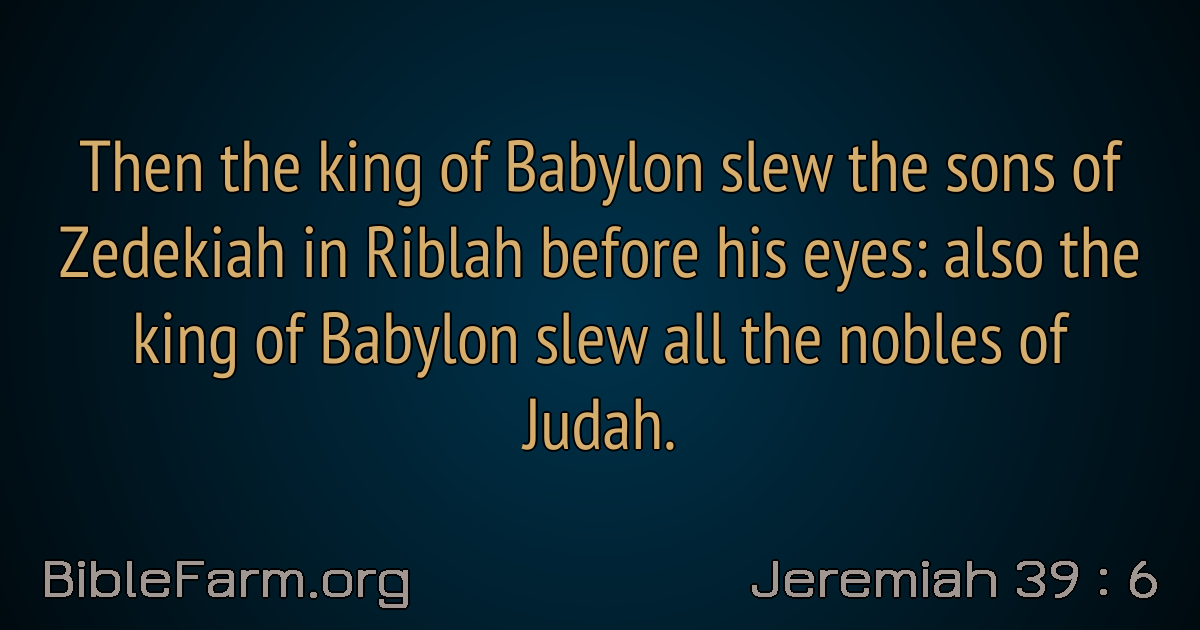 Then the king of Babylon slew the sons of
Zedekiah in Riblah before his eyes: also the
king of Babylon slew all the nobles of
Judah.
BibleFarm.org
Jeremiah 39 : 6